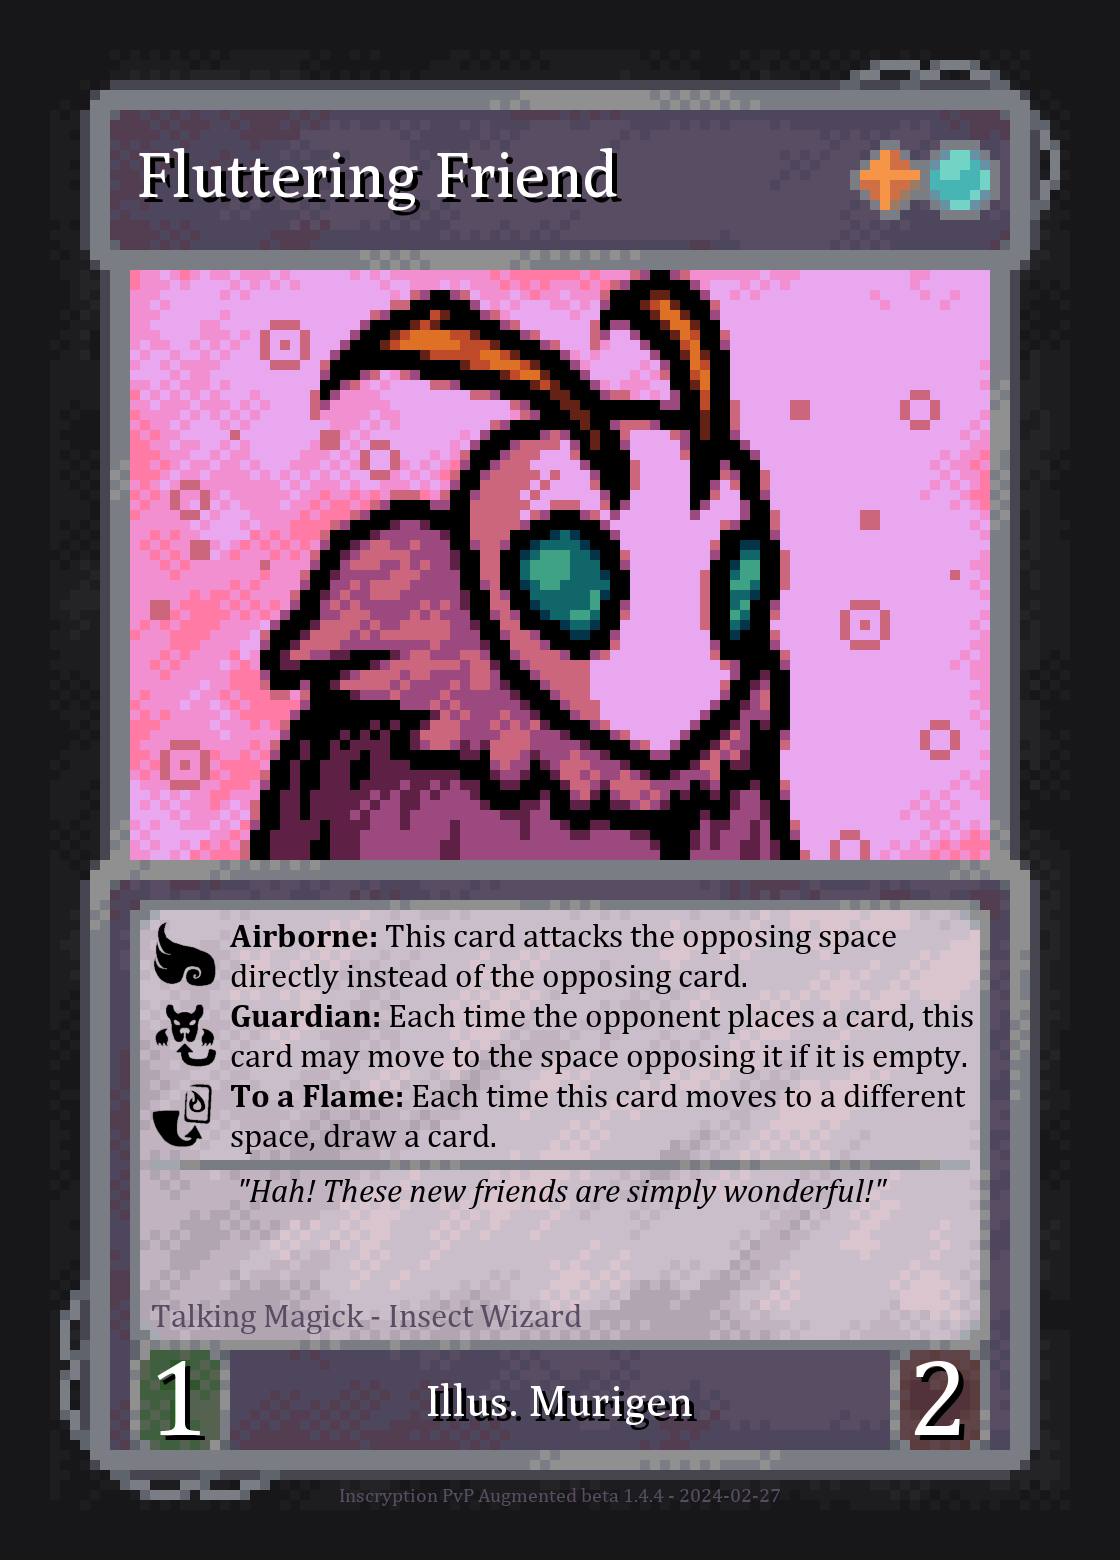 Fluttering Friend
Airborne: This card attacks the opposing space
directly instead of the opposing card.
Guardian: Each time the opponent places a card, this
card may move to the space opposing it if it is empty.
To a Flame: Each time this card moves to a different
space, draw a card.
"Hah! These new friends are simply wonderful!"
Talking Magick - Insect Wizard
1
Illus. Murigen
2
Inscryption PvP Augmented beta 1.4.4 - 2024-02-27